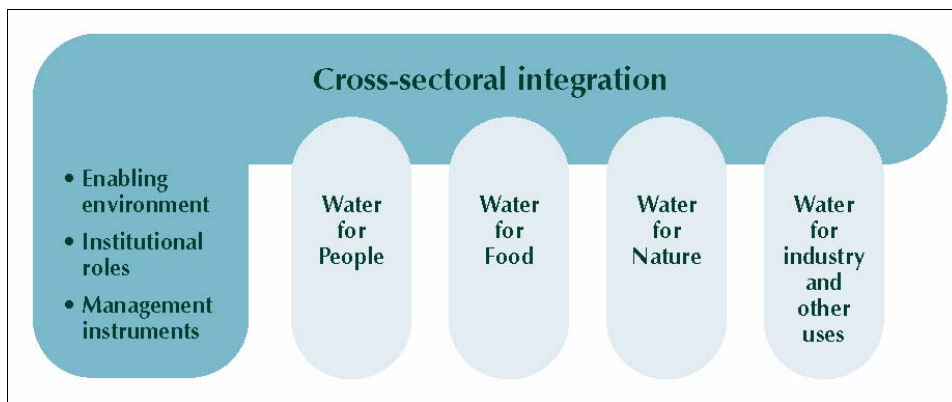 Cross-sectoral integration
• Enabling
environment
• Institutional
roles
• Management
instruments
Water
for
People
Water
for
Food
Water
for
Nature
Water
for
industry
and
other
uses